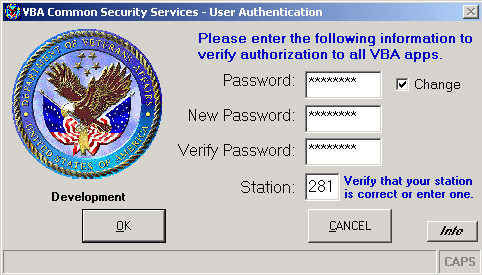 VBA Common Security Services - User Authentication
Please enter the following information to
verify authorization to all VBA apps.
Password: ********
Change
New Password: ********
Verify Password: ********
Station: 281
Verify that your station
is correct or enter one.
DEPARTMENT OF VETERANS AFFAIRS
UNITED STATES OF AMERICA
Development
OK
CANCEL
Info
CAPS